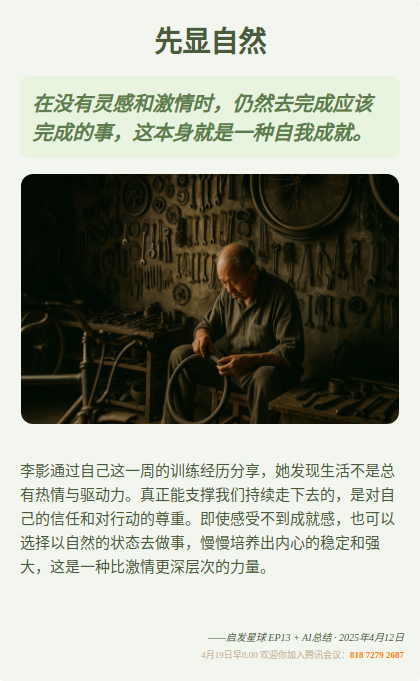 先显自然
在没有灵感和激情时，仍然去完成应该
完成的事，这本身就是一种自我成就。
李影通过自己这一周的训练经历分享，她发现生活不是总
有热情与驱动力。真正能支撑我们持续走下去的，是对自
己的信任和对行动的尊重。即使感受不到成就感，也可以
选择以自然的状态去做事，慢慢培养出内心的稳定和强
大，这是一种比激情更深层次的力量。
——启发星球 EP13 + AI总结 · 2025年4月12日
4月19日早8:00 欢迎你加入腾讯会议：818 7279 2687